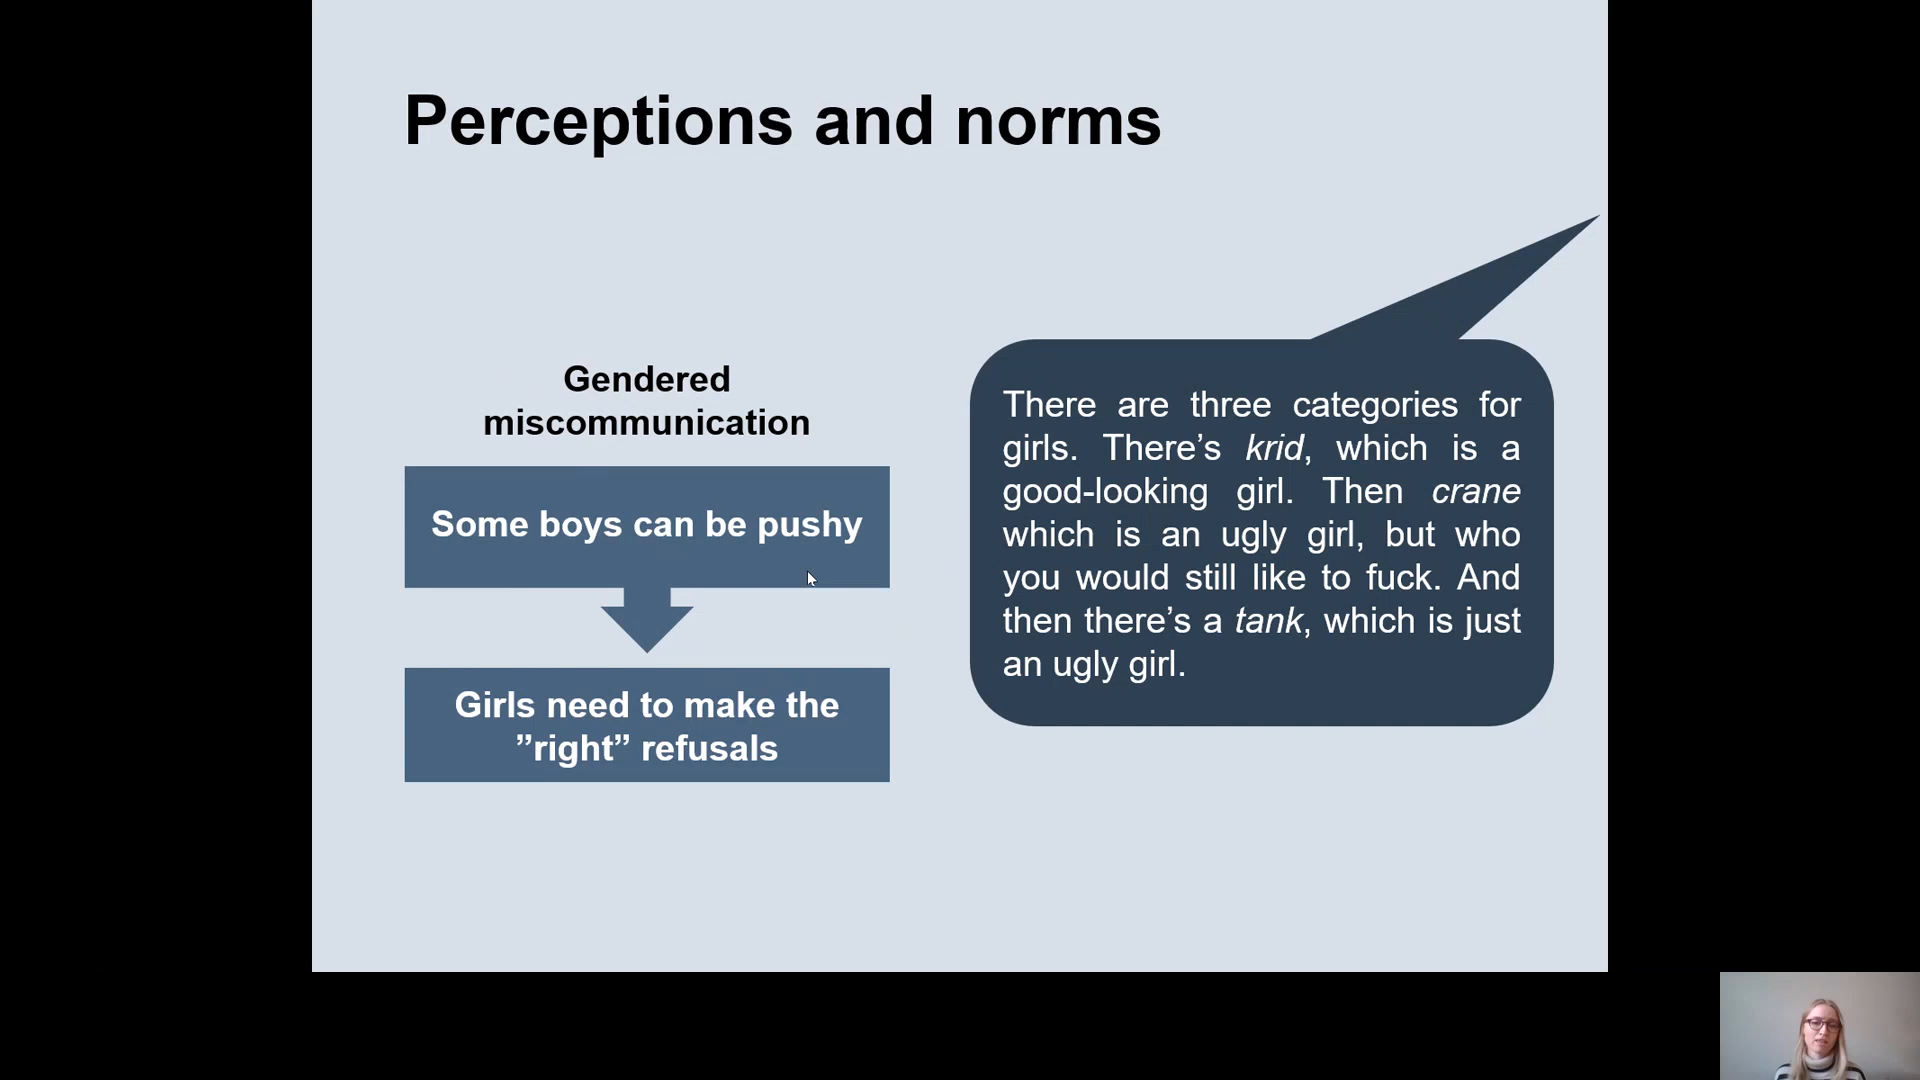 Perceptions and norms
Gendered
miscommunication
Some boys can be pushy
Girls need to make the
”right” refusals
There are three categories for
girls. There’s krid, which is a
good-looking girl. Then crane
which is an ugly girl, but who
you would still like to fuck. And
then there’s a tank, which is just
an ugly girl.